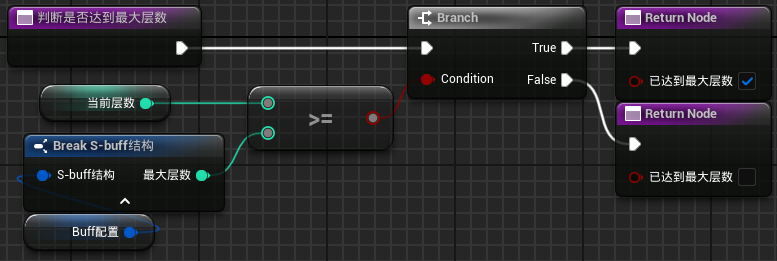 判断是否达到最大层数
Branch
True
Condition
False
Return Node
已达到最大层数
Return Node
已达到最大层数
当前层数
>=
Break S-buff结构
S-buff结构
最大层数
Buff配置